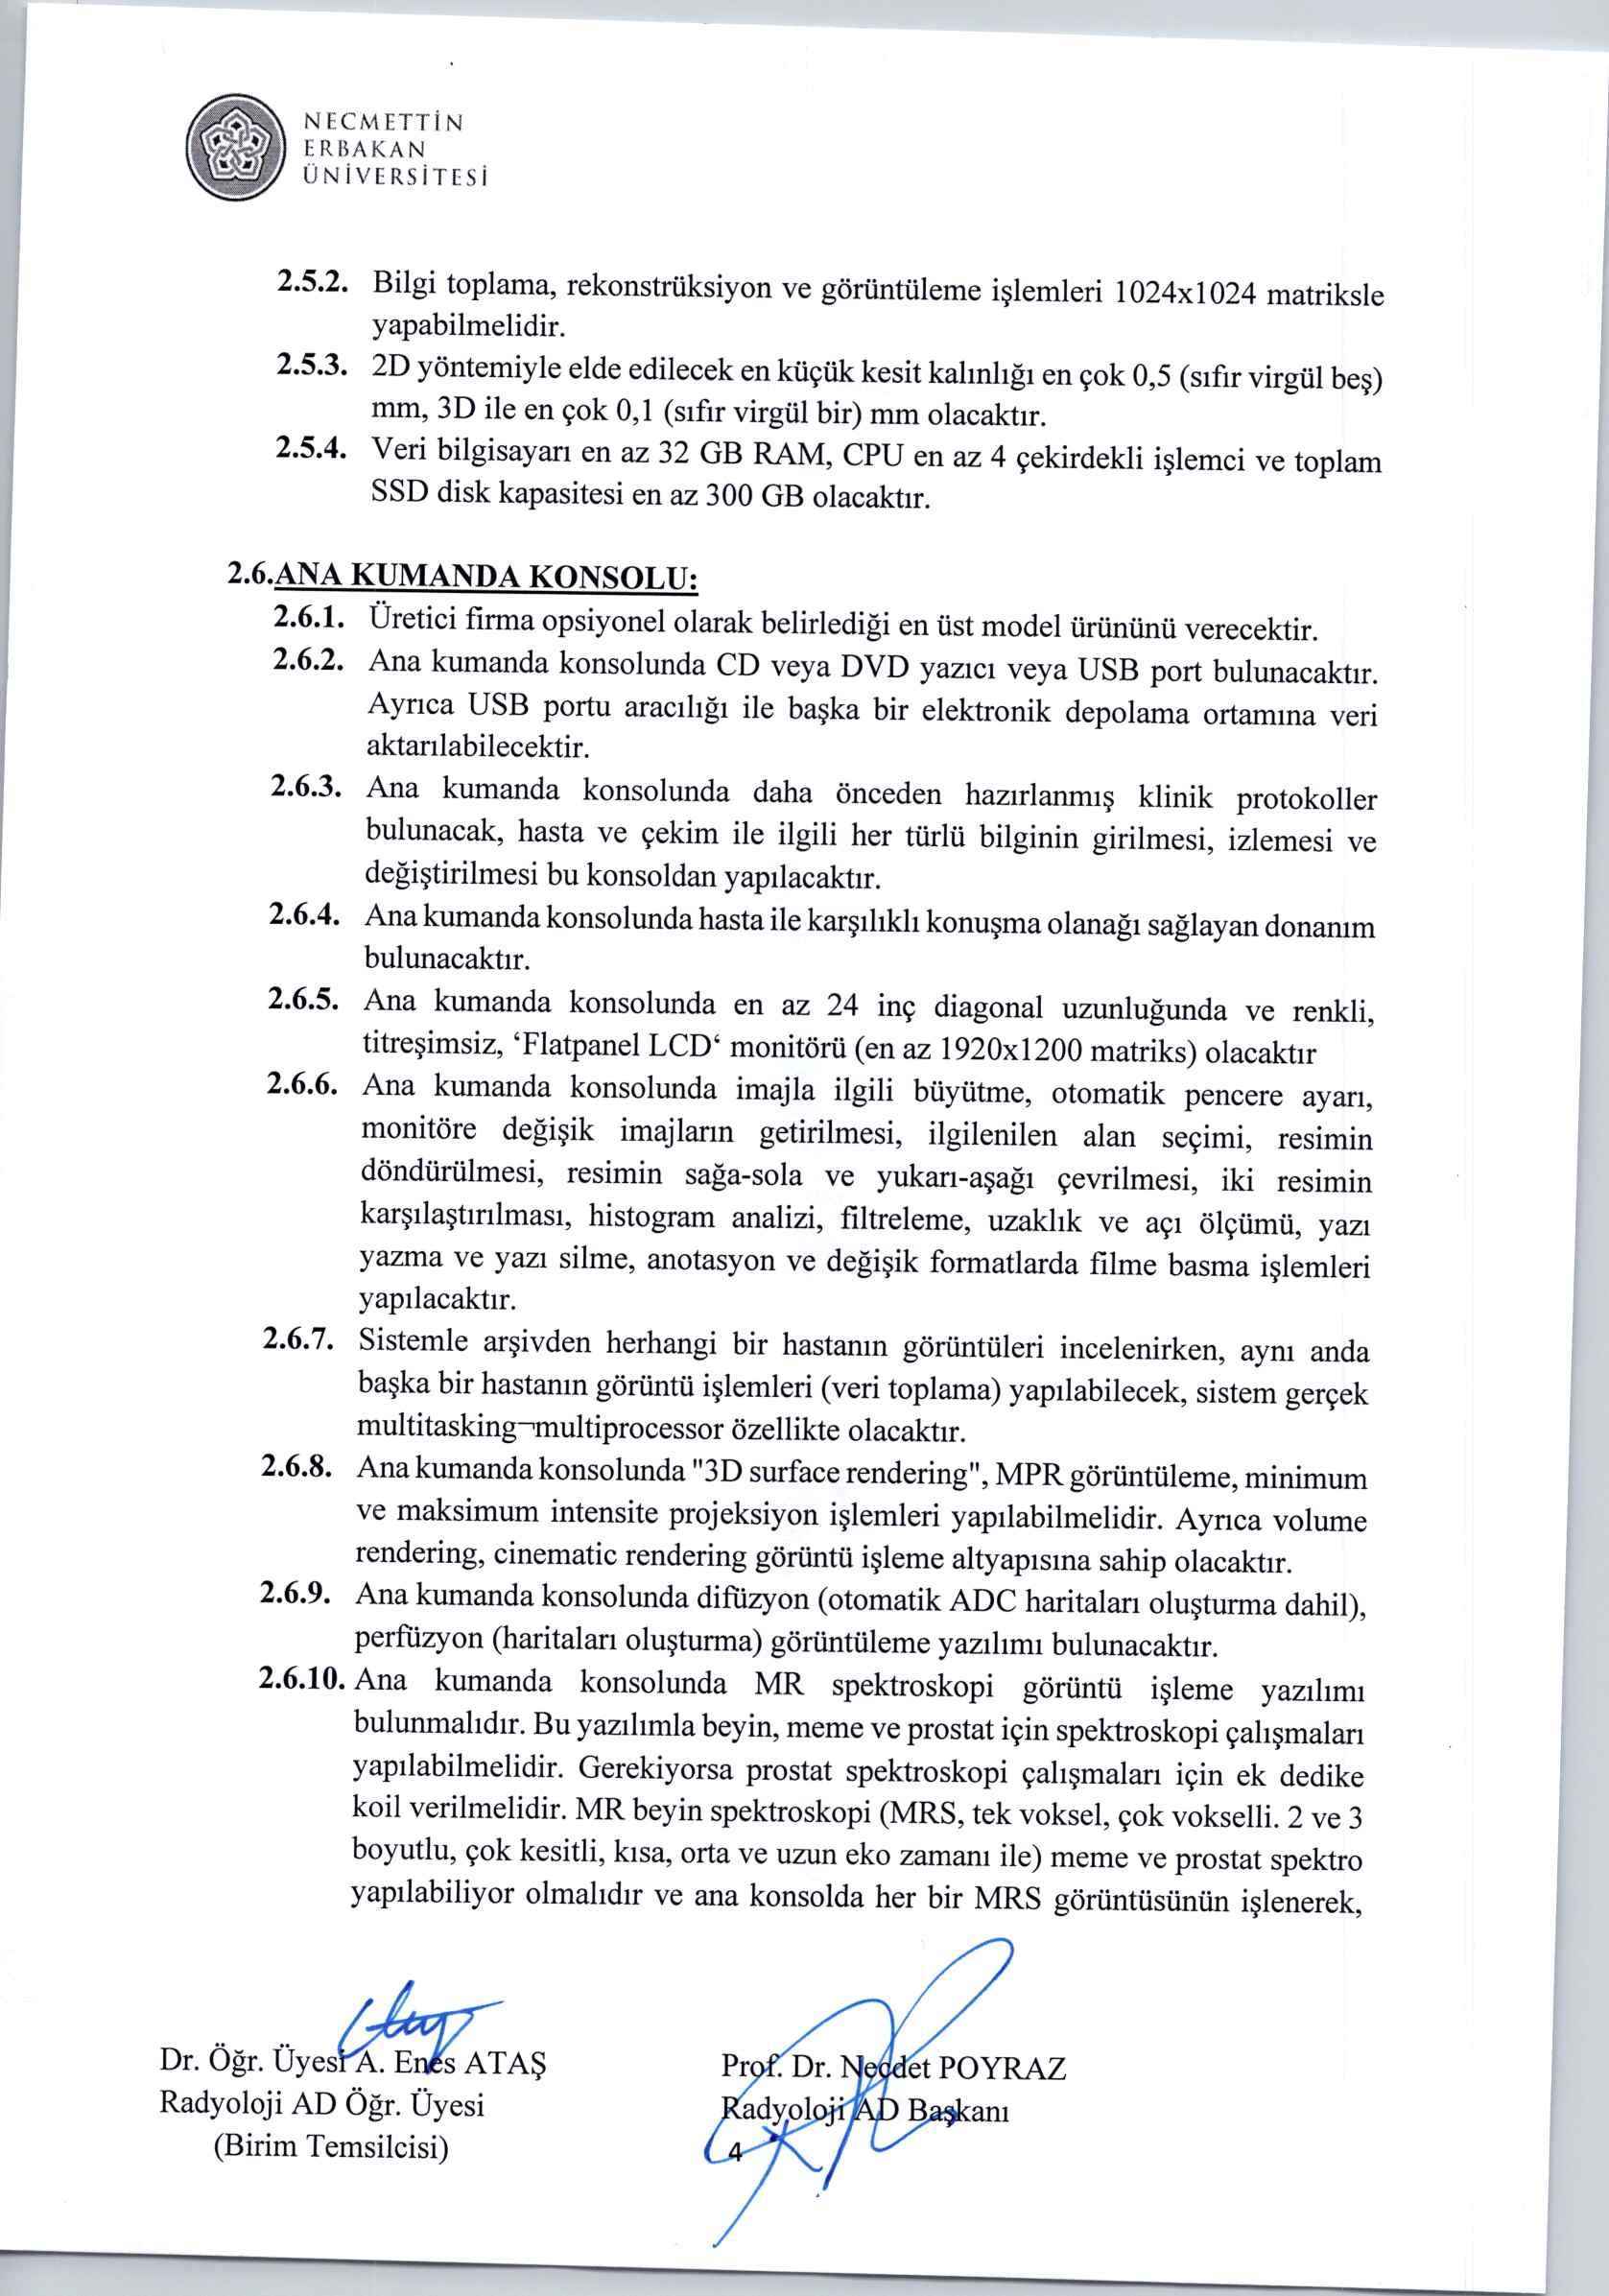 NECMETTİN
ERBAKAN
ÜNİVERSİTESİ
2.5.2. Bilgi toplama, rekonstrüksiyon ve görüntüleme işlemleri 1024x1024 matriksle
yapabilmelidir.
2.5.3. 2D yöntemiyle elde edilecek en küçük kesit kalınlığı en çok 0,5 (sıfır virgül beş)
mm, 3D ile en çok 0,1 (sıfır virgül bir) mm olacaktır.
2.5.4. Veri bilgisayarı en az 32 GB RAM, CPU en az 4 çekirdekli işlemci ve toplam
SSD disk kapasitesi en az 300 GB olacaktır.
2.6.ANA KUMANDA KONSOLU:
2.6.1. Üretici firma opsiyonel olarak belirlediği en üst model ürününü verecektir.
2.6.2. Ana kumanda konsolunda CD veya DVD yazıcı veya USB port bulunacaktır.
Ayrıca USB portu aracılığı ile başka bir elektronik depolama ortamına veri
aktarılabilecektir.
2.6.3. Ana kumanda konsolunda daha önceden hazırlanmış klinik protokoller
bulunacak, hasta ve çekim ile ilgili her türlü bilginin girilmesi, izlemesi ve
değiştirilmesi bu konsoldan yapılacaktır.
2.6.4. Ana kumanda konsolunda hasta ile karşılıklı konuşma olanağı sağlayan donanım
bulunacaktır.
2.6.5. Ana kumanda konsolunda en az 24 inç diagonal uzunluğunda ve renkli,
titreşimsiz, ‘Flatpanel LCD‘ monitörü (en az 1920x1200 matriks) olacaktır
2.6.6. Ana kumanda konsolunda imajla ilgili büyütme, otomatik pencere ayarı,
monitöre değişik imajların getirilmesi, ilgilenilen alan seçimi, resimin
döndürülmesi, resimin sağa-sola ve yukarı-aşağı çevrilmesi, iki resimin
karşılaştırılması, histogram analizi, filtreleme, uzaklık ve açı ölçümü, yazı
yazma ve yazı silme, anotasyon ve değişik formatlarda filme basma işlemleri
yapılacaktır.
2.6.7. Sistemle arşivden herhangi bir hastanın görüntüleri incelenirken, aynı anda
başka bir hastanın görüntü işlemleri (veri toplama) yapılabilecek, sistem gerçek
multitasking¬multiprocessor özellikte olacaktır.
2.6.8. Ana kumanda konsolunda "3D surface rendering", MPR görüntüleme, minimum
ve maksimum intensite projeksiyon işlemleri yapılabilmelidir. Ayrıca volume
rendering, cinematic rendering görüntü işleme altyapısına sahip olacaktır.
2.6.9. Ana kumanda konsolunda difüzyon (otomatik ADC haritaları oluşturma dahil),
perfüzyon (haritaları oluşturma) görüntüleme yazılımı bulunacaktır.
2.6.10. Ana kumanda konsolunda MR spektroskopi görüntü işleme yazılımı
bulunmalıdır. Bu yazılımla beyin, meme ve prostat için spektroskopi çalışmaları
yapılabilmelidir. Gerekiyorsa prostat spektroskopi çalışmaları için ek dedike
koil verilmelidir. MR beyin spektroskopi (MRS, tek voksel, çok vokselli. 2 ve 3
boyutlu, çok kesitli, kısa, orta ve uzun eko zamanı ile) meme ve prostat spektro
yapılabiliyor olmalıdır ve ana konsolda her bir MRS görüntüsünün işlenerek,
Dr. Öğr. Üyesi A. Enes ATAŞ
Radyoloji AD Öğr. Üyesi
(Birim Temsilcisi)
Prof. Dr. Necdet POYRAZ
Radyoloji AD Başkanı
4